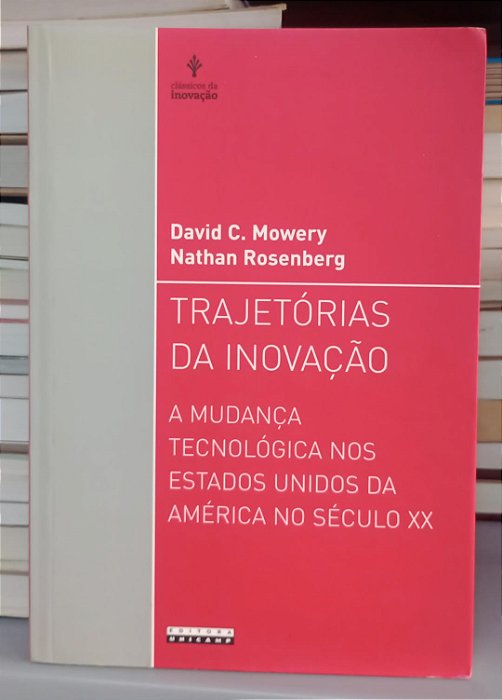 clássicos da
inovação
David C. Mowery
Nathan Rosenberg
TRAJETÓRIAS
DA INOVAÇÃO
A MUDANÇA
TECNOLÓGICA NOS
ESTADOS UNIDOS DA
AMÉRICA NO SÉCULO XX
EDITORA
UNICAMP